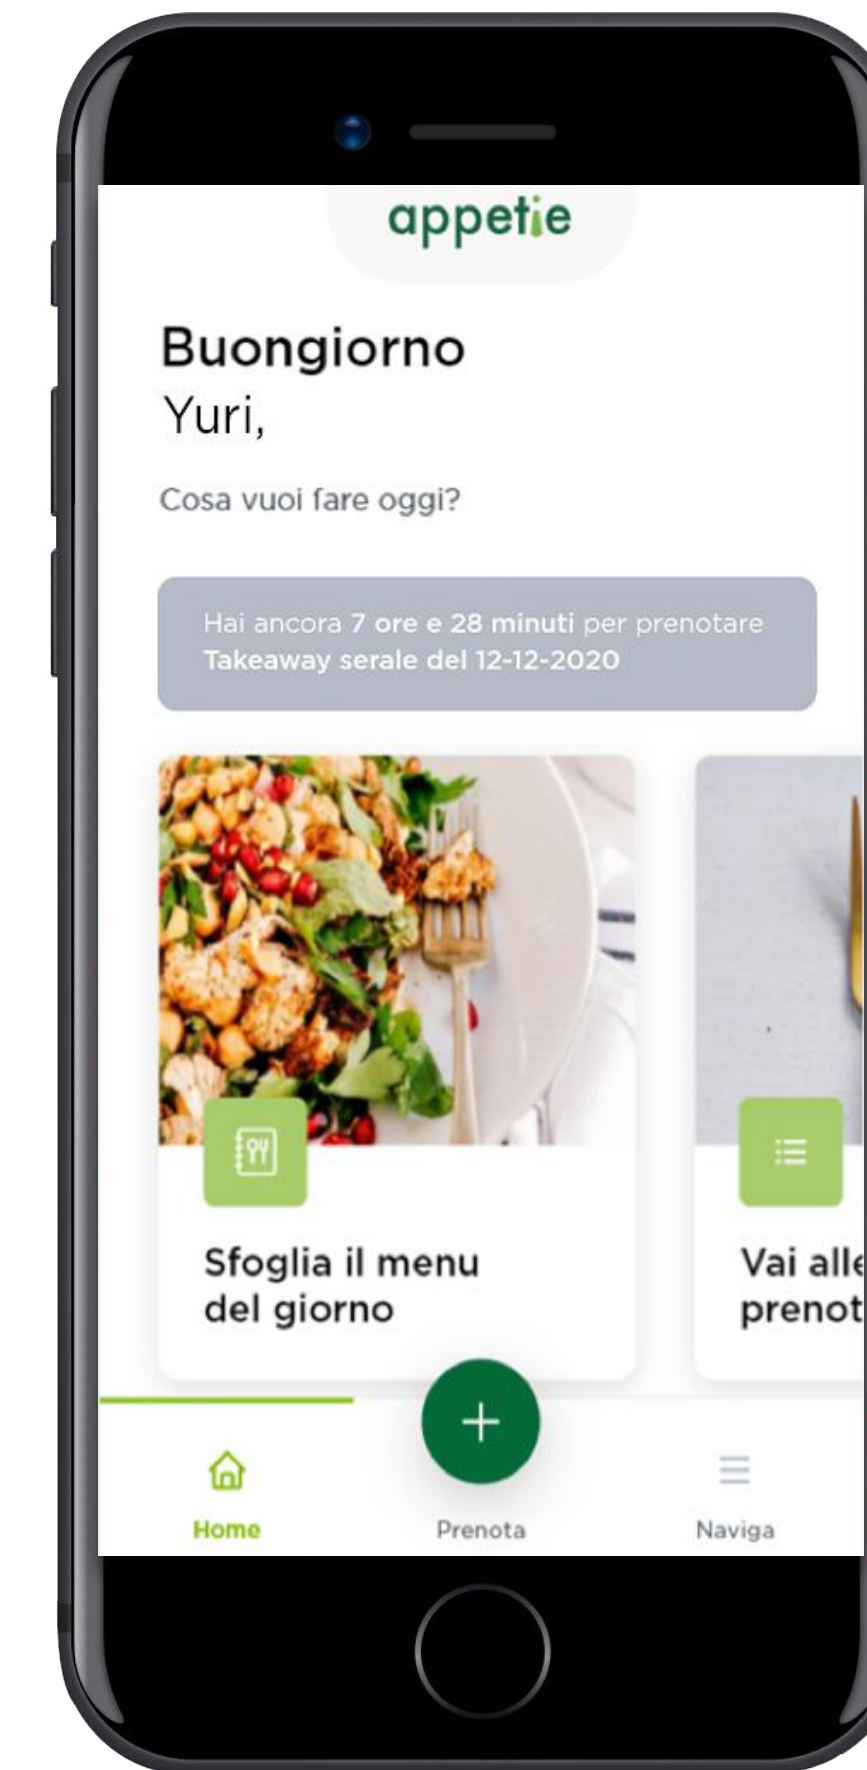 appetie
Buongiorno
Yuri,
Cosa vuoi fare oggi?
Hai ancora 7 ore e 28 minuti per prenotare
Takeaway serale del 12-12-2020
Sfoglia il menu
del giorno
Vai alle
prenot
Home
Prenota
Naviga